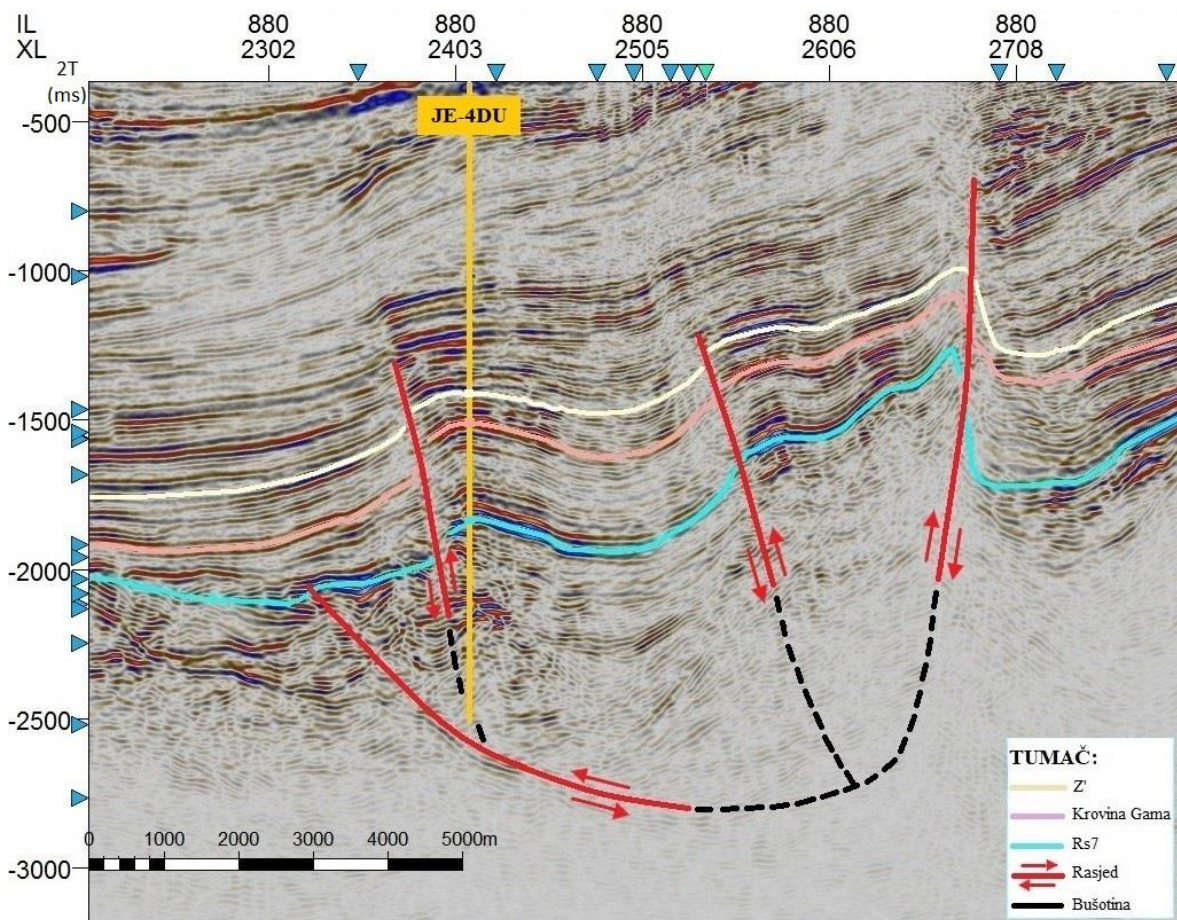 IL 880 880 880 880 880
XL 2302 2403 2505 2606 2708
2T
(ms)
JE-4DU
-500
-1000
-1500
-2000
-2500
-3000
0 1000 2000 3000 4000 5000m
TUMAČ:
Z'
Krovina Gama
Rs7
Rasjed
Bušotina